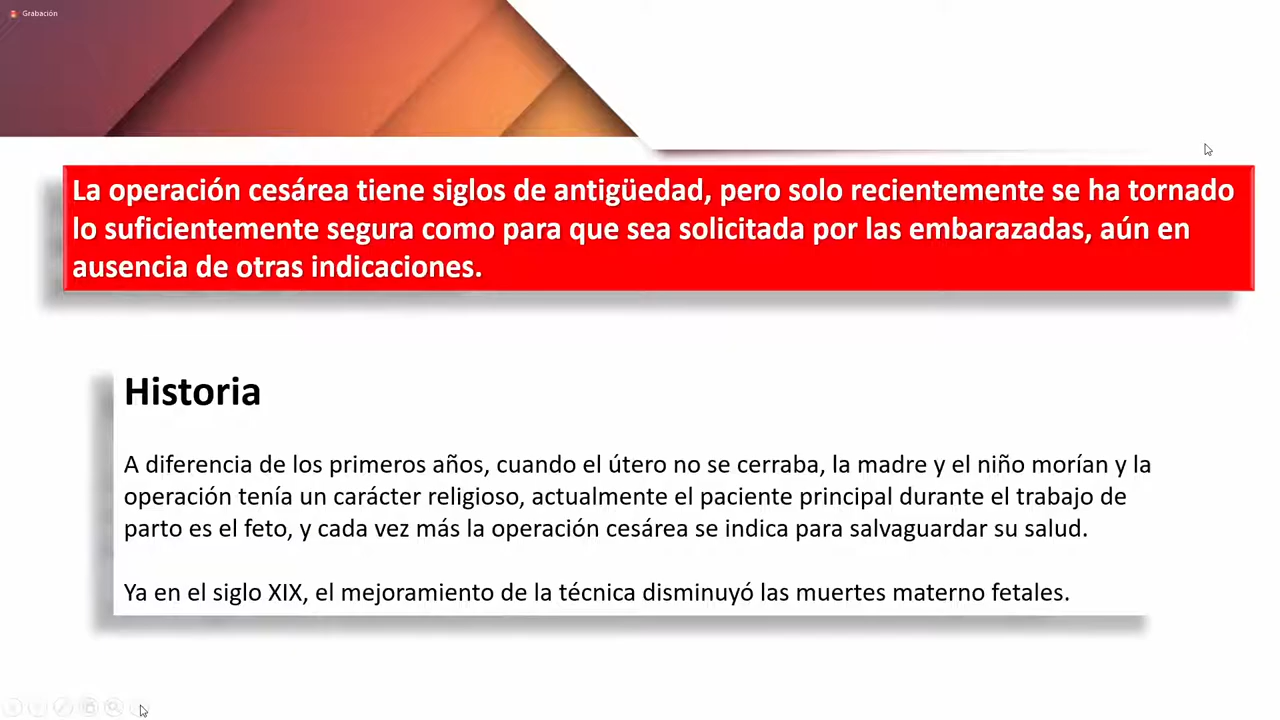 Grabación
La operación cesárea tiene siglos de antigüedad, pero solo recientemente se ha tornado
lo suficientemente segura como para que sea solicitada por las embarazadas, aún en
ausencia de otras indicaciones.
Historia
A diferencia de los primeros años, cuando el útero no se cerraba, la madre y el niño morían y la
operación tenía un carácter religioso, actualmente el paciente principal durante el trabajo de
parto es el feto, y cada vez más la operación cesárea se indica para salvaguardar su salud.
Ya en el siglo XIX, el mejoramiento de la técnica disminuyó las muertes materno fetales.